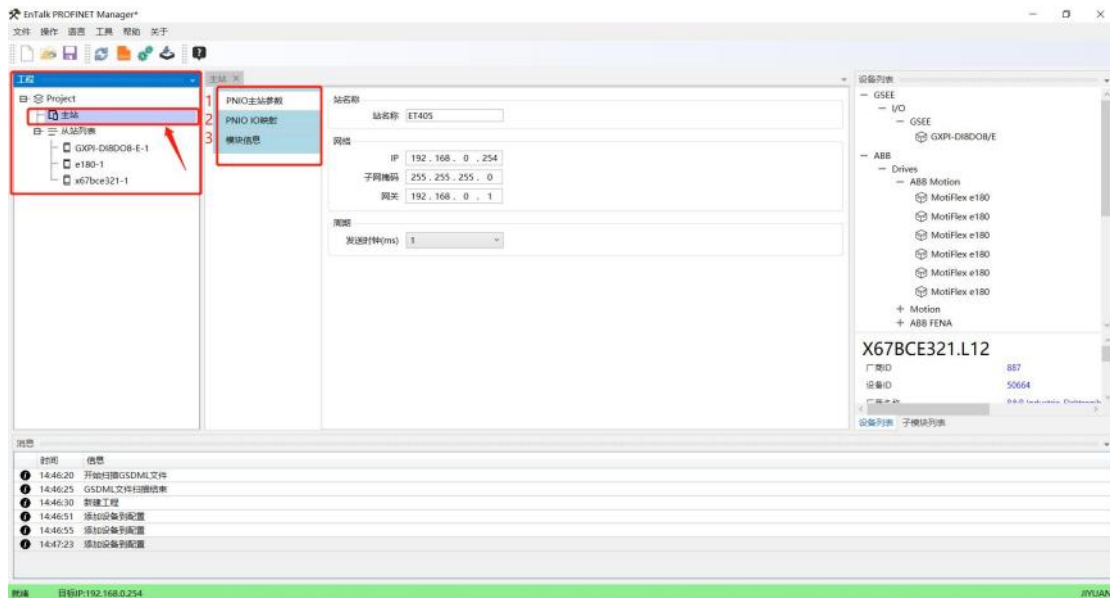 EnTalk PROFINET Manager*
文件 操作 语言 工具 帮助 关于
工程
Project
主站
从站列表
GXPI-DI8DO8-E-1
e180-1
x67bce321-1
主站
1 PNIO主站参数
2 PNIO IO映射
3 模块信息
站名称
站名称 ET405
网络
IP 192 . 168 . 0 . 254
子网掩码 255 . 255 . 255 . 0
网关 192 . 168 . 0 . 1
周期
发送时钟(ms) 1
设备列表
GSEE
I/O
GSEE
GXPI-DI8DO8/E
ABB
Drives
ABB Motion
MotiFlex e180
MotiFlex e180
MotiFlex e180
MotiFlex e180
MotiFlex e180
MotiFlex e180
Motion
ABB FENA
X67BCE321.L12
厂商ID 887
设备ID 50664
厂商名称 B&R Industrie-Elektronik
设备列表 子模块列表
消息
时间 信息
14:46:20 开始扫描GSDML文件
14:46:25 GSDML文件扫描结束
14:46:30 新建工程
14:46:51 添加设备到配置
14:46:55 添加设备到配置
14:47:23 添加设备到配置
就绪 目标IP:192.168.0.254 JIYUAN